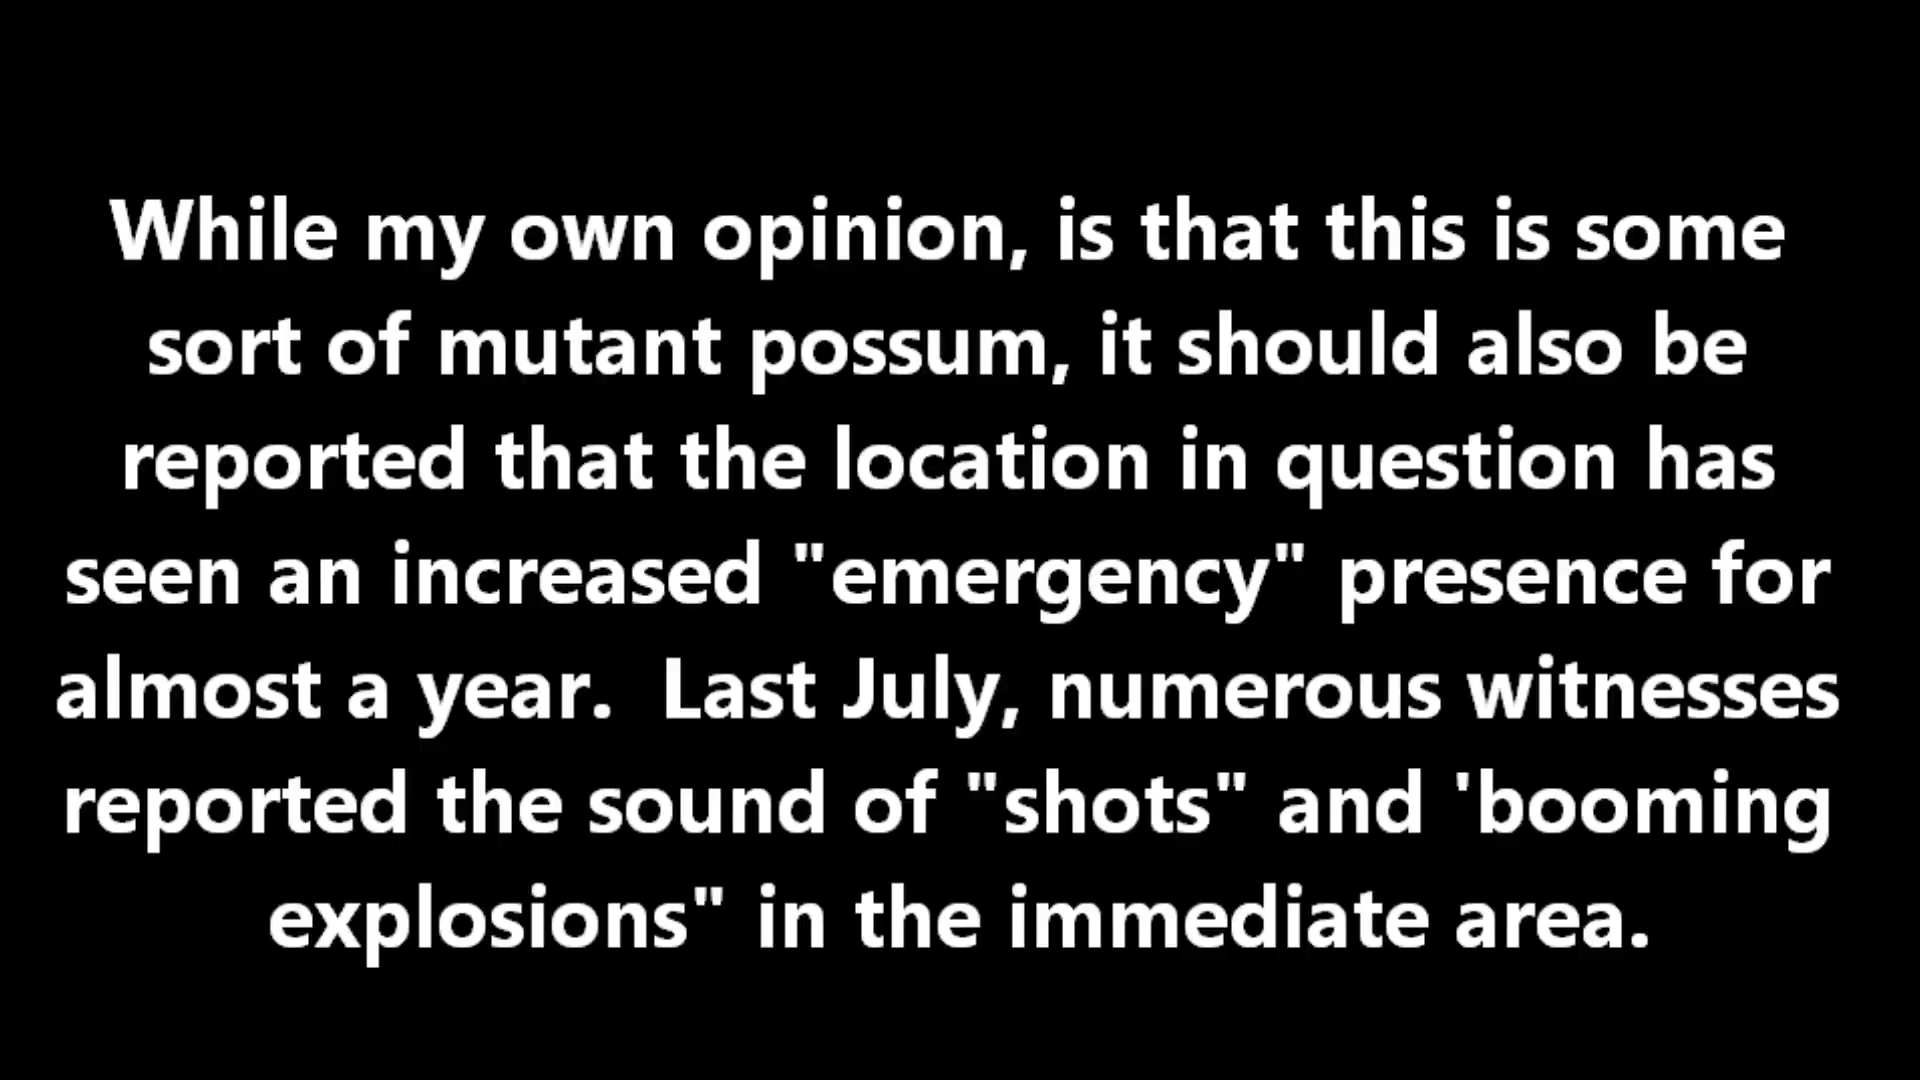 While my own opinion, is that this is some
sort of mutant possum, it should also be
reported that the location in question has
seen an increased "emergency" presence for
almost a year.  Last July, numerous witnesses
reported the sound of "shots" and 'booming
explosions" in the immediate area.